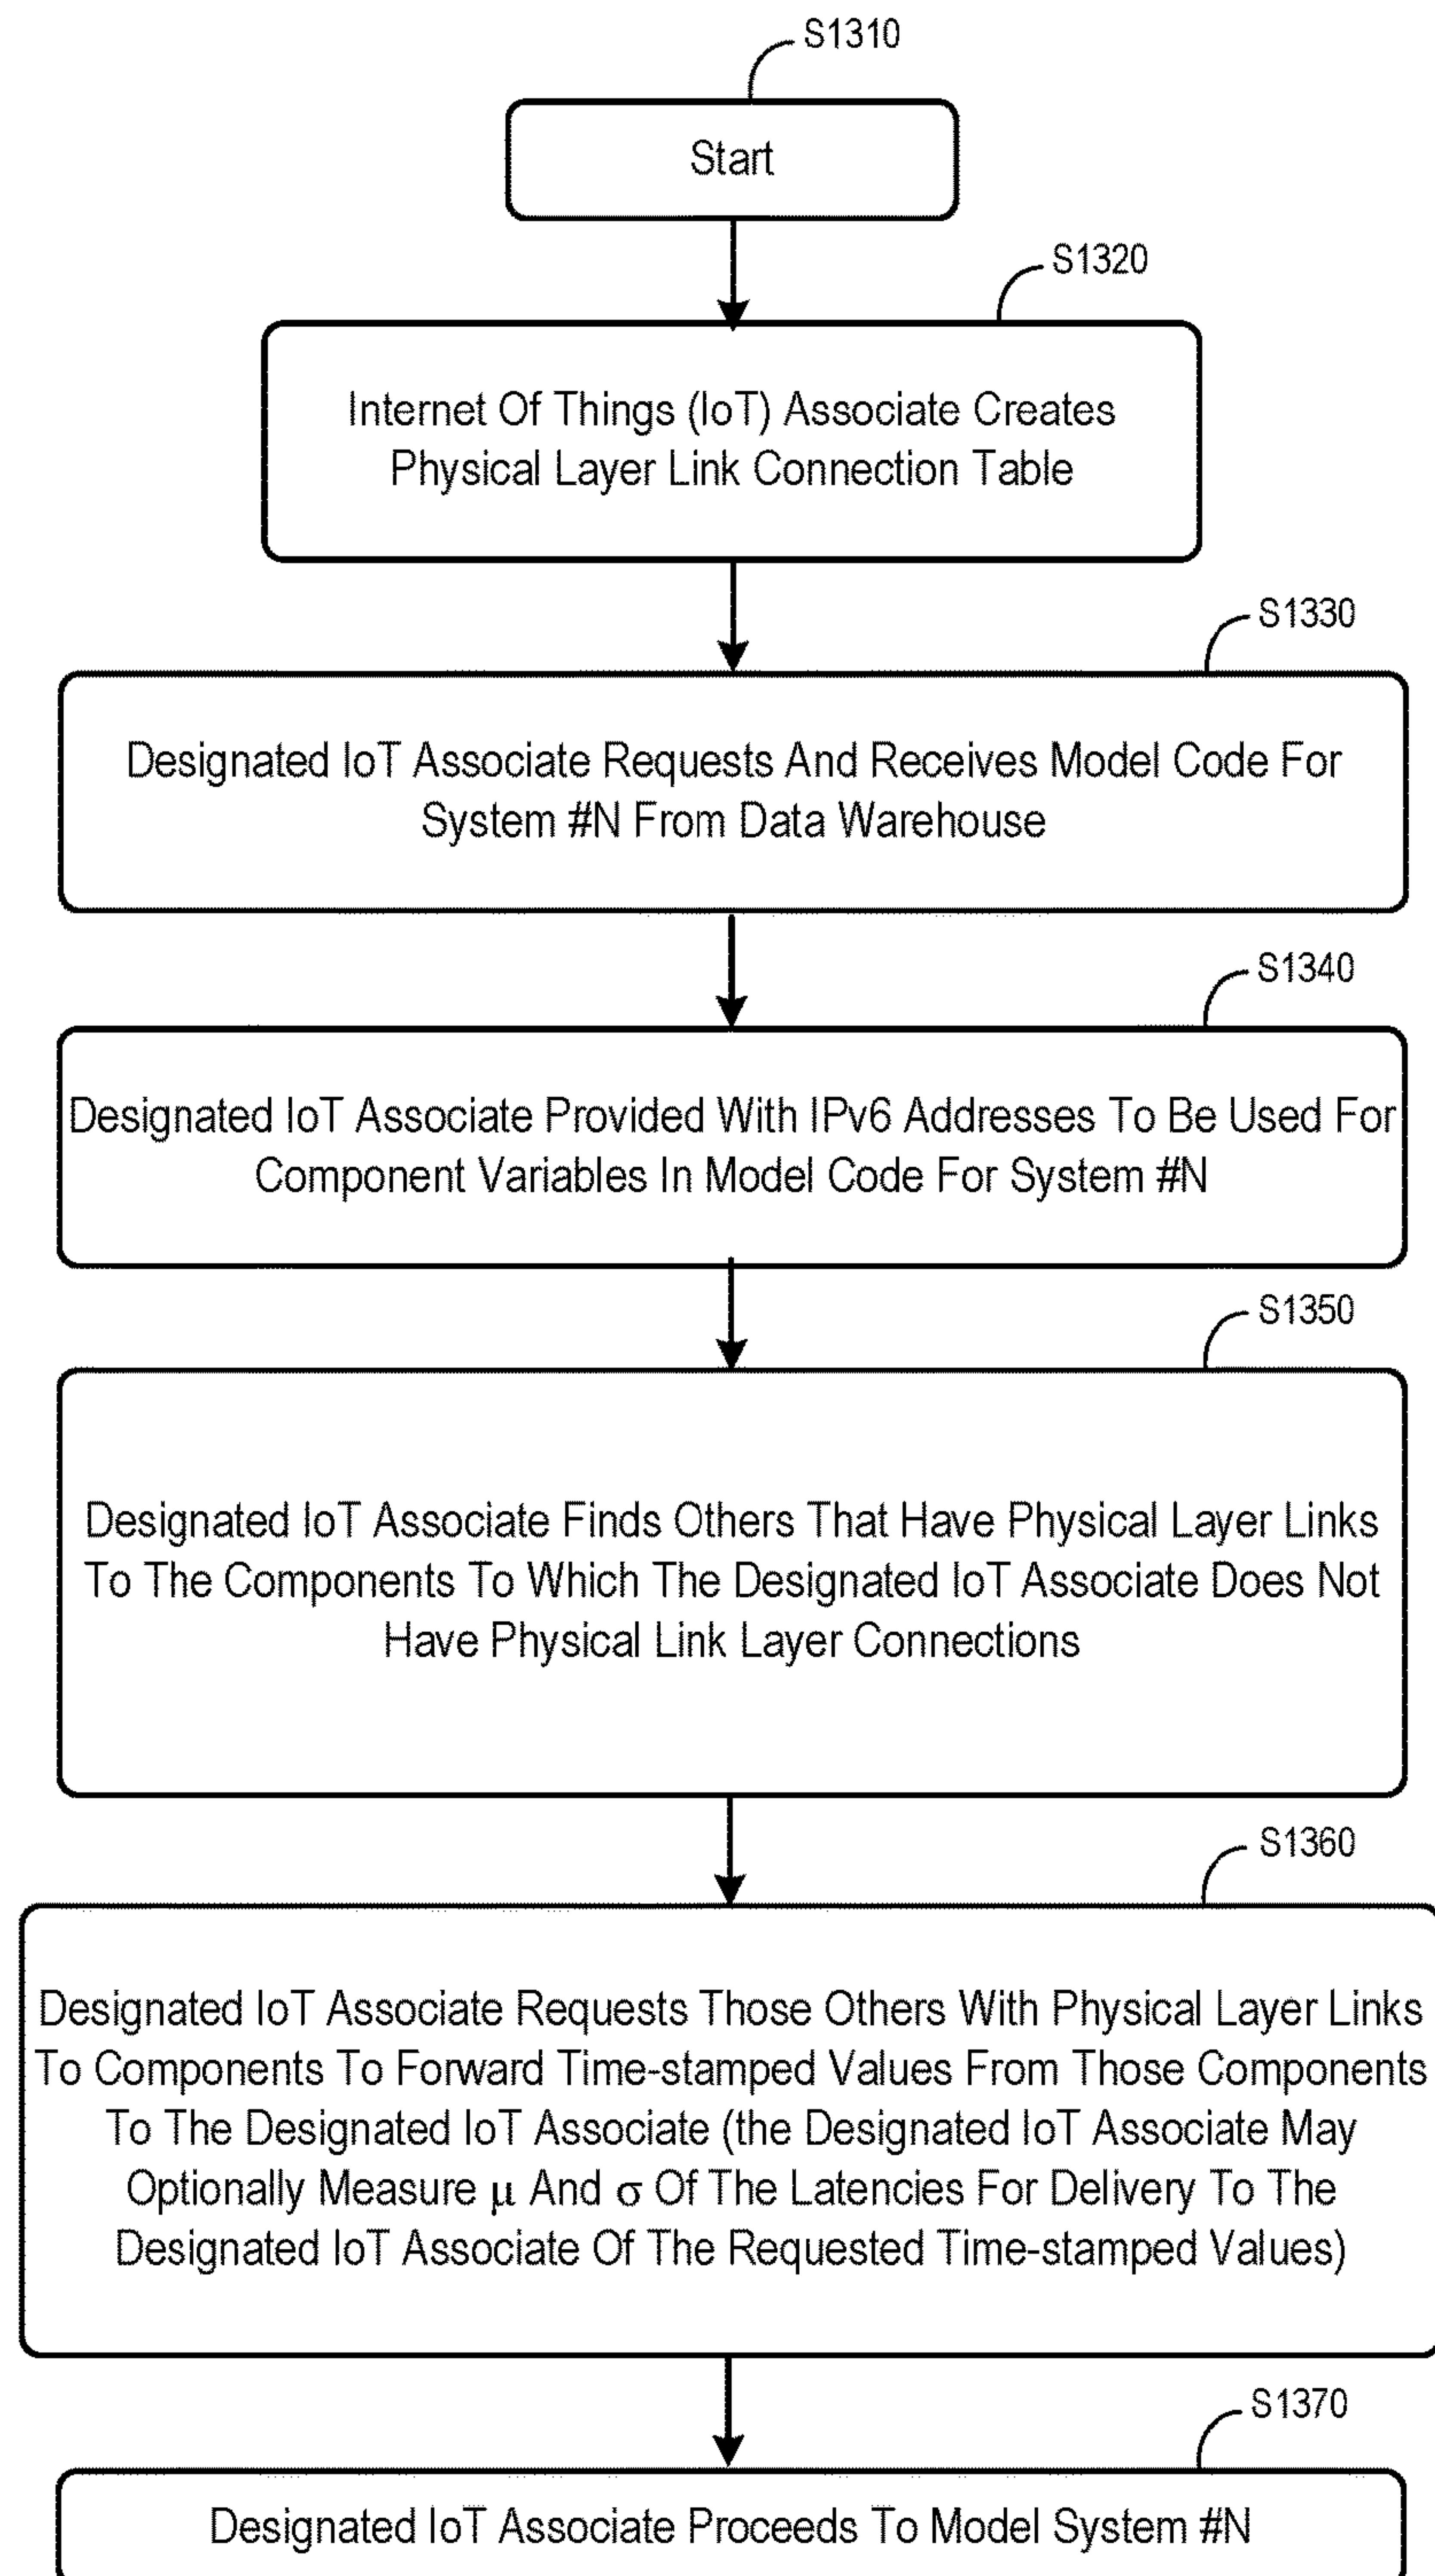 S1310
Start
S1320
Internet Of Things (IoT) Associate Creates
Physical Layer Link Connection Table
S1330
Designated IoT Associate Requests And Receives Model Code For
System #N From Data Warehouse
S1340
Designated IoT Associate Provided With IPv6 Addresses To Be Used For
Component Variables In Model Code For System #N
S1350
Designated IoT Associate Finds Others That Have Physical Layer Links
To The Components To Which The Designated IoT Associate Does Not
Have Physical Link Layer Connections
S1360
Designated IoT Associate Requests Those Others With Physical Layer Links
To Components To Forward Time-stamped Values From Those Components
To The Designated IoT Associate (the Designated IoT Associate May
Optionally Measure μ And σ Of The Latencies For Delivery To The
Designated IoT Associate Of The Requested Time-stamped Values)
S1370
Designated IoT Associate Proceeds To Model System #N